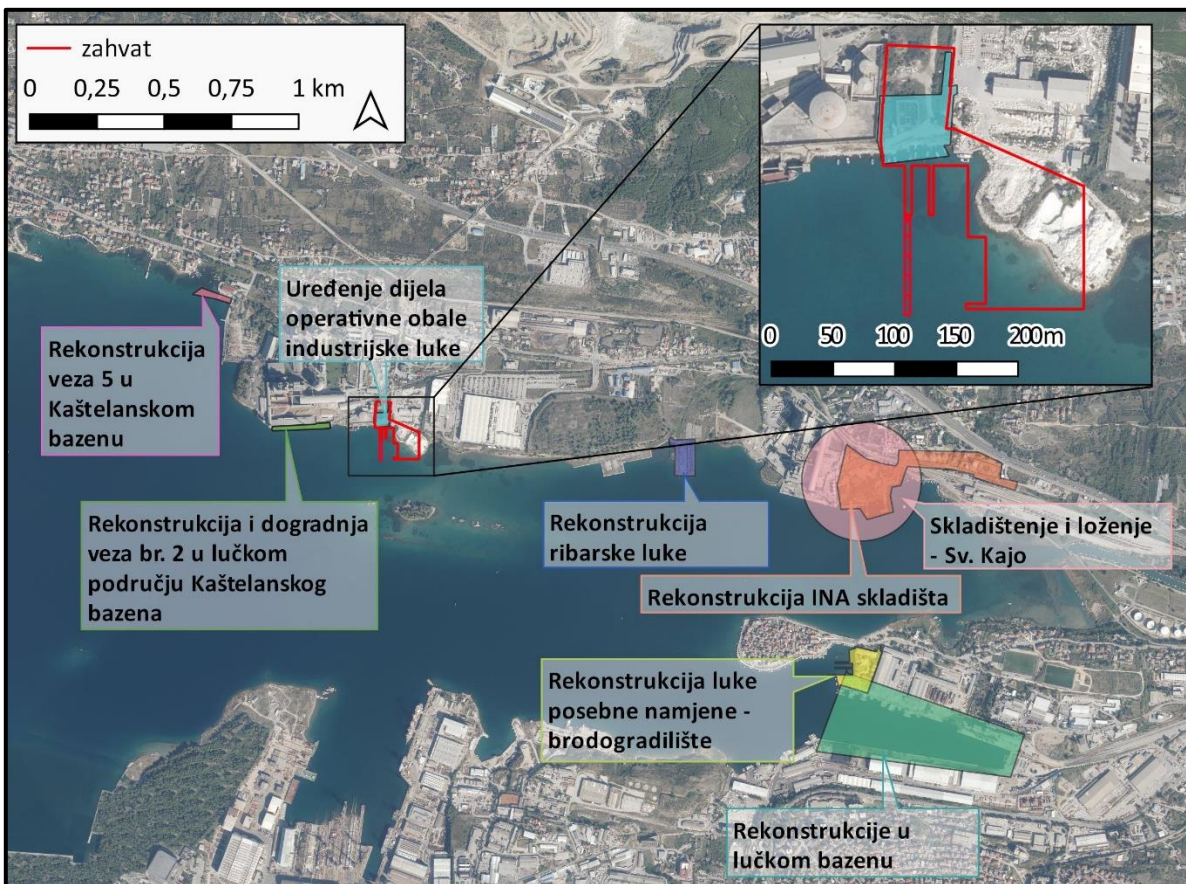 zahvat
0 0,25 0,5 0,75 1 km
0 50 100 150 200m
Uređenje dijela
operativne obale
industrijske luke
Rekonstrukcija
veza 5 u
Kaštelanskom
bazenu
Rekonstrukcija i dogradnja
veza br. 2 u lučkom
području Kaštelanskog
bazena
Rekonstrukcija
ribarske luke
Skladištenje i loženje
- Sv. Kajo
Rekonstrukcija INA skladišta
Rekonstrukcija luke
posebne namjene -
brodogradilište
Rekonstrukcije u
lučkom bazenu